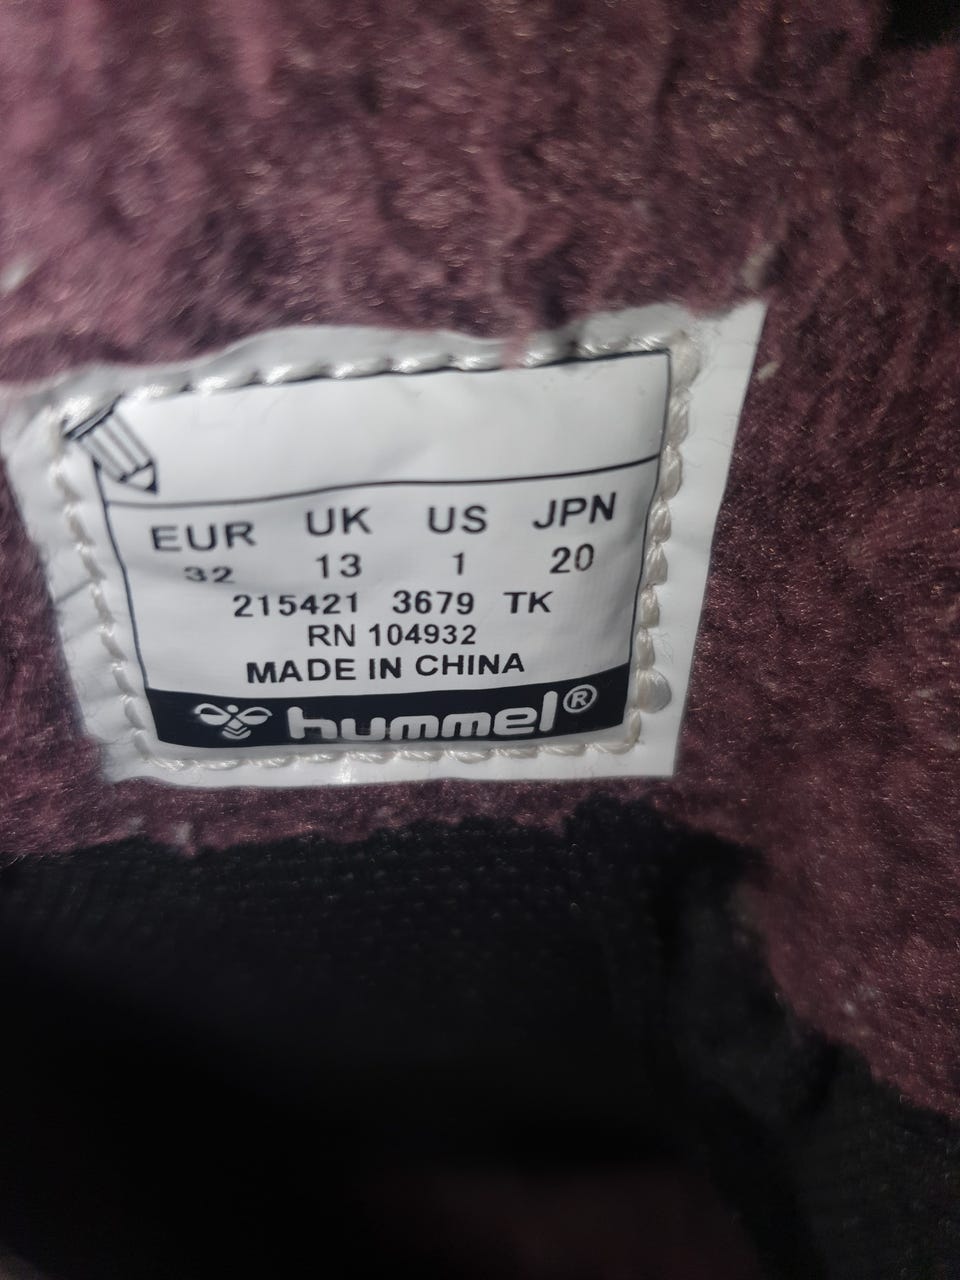 EUR UK US JPN
32 13 1 20
215421 3679 TK
RN 104932
MADE IN CHINA
hummel®